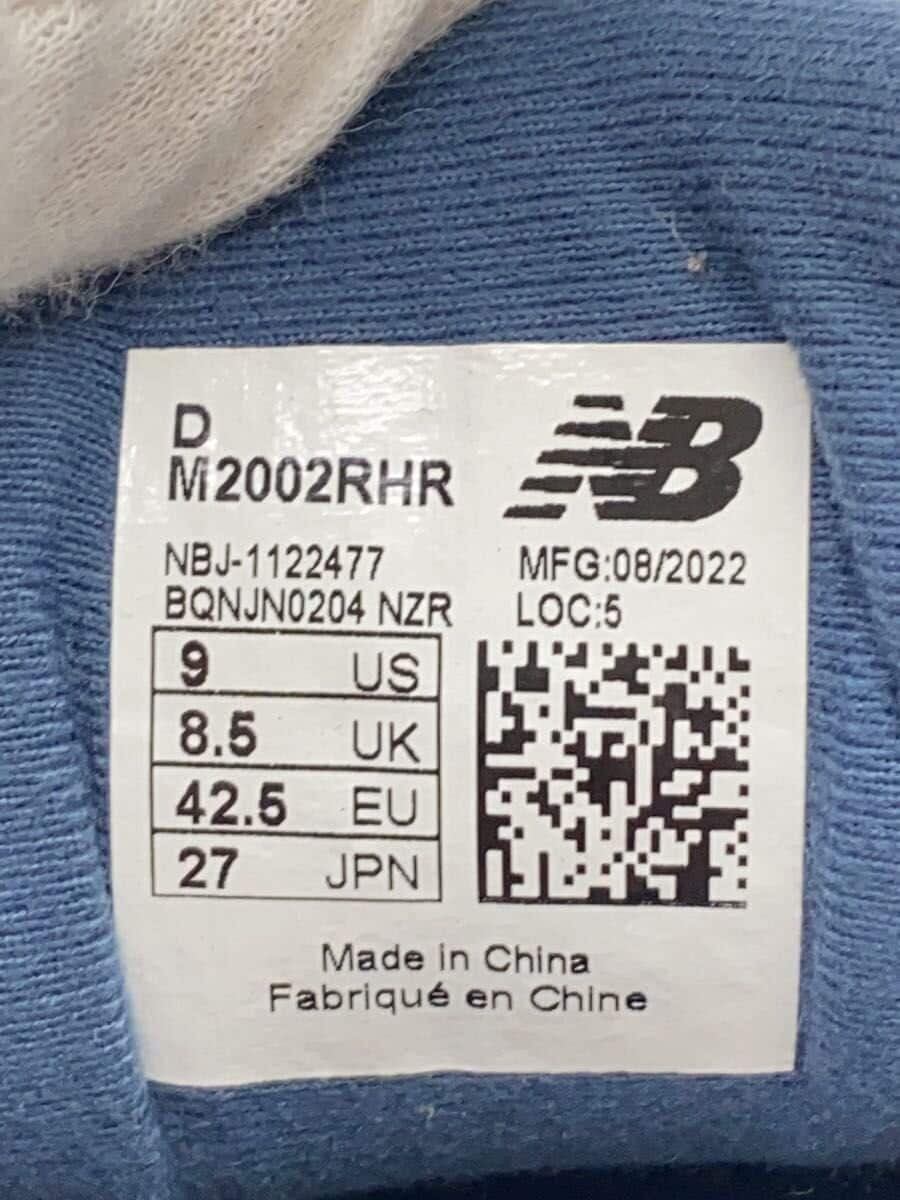 D
M2002RHR
NB
NBJ-1122477
BQNJN0204 NZR
MFG:08/2022
LOC:5
9 US
8.5 UK
42.5 EU
27 JPN
Made in China
Fabriqué en Chine